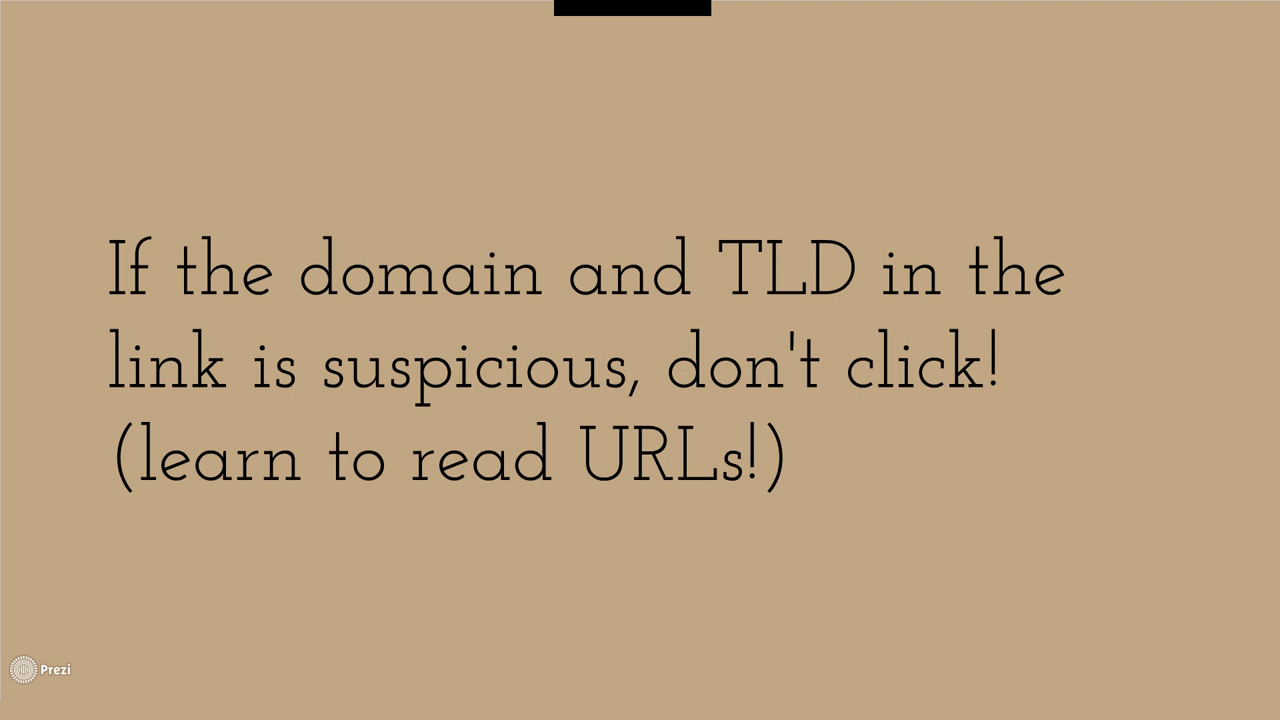 If the domain and TLD in the
link is suspicious, don't click!
(learn to read URLs!)
Prezi